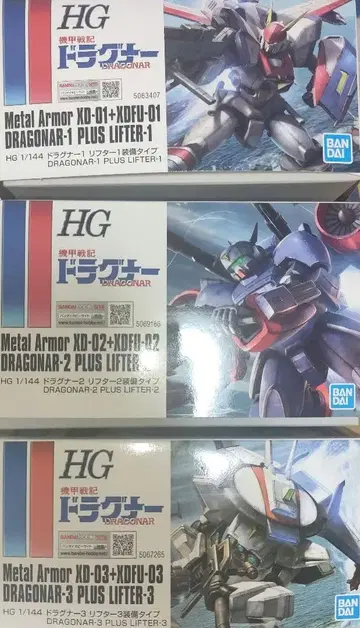 HG
機甲戦記
ドラグナー
DRAGONAR
5063407
Metal Armor XD-01+XDFU-01
DRAGONAR-1 PLUS LIFTER-1
HG 1/144 ドラグナー1 リフター1装備タイプ
DRAGONAR-1 PLUS LIFTER-1
BAN
DAI
HG
機甲戦記
ドラグナー
DRAGONAR
Metal Armor XD-02+XDFU-02
DRAGONAR-2 PLUS LIFTER-2
HG 1/144 ドラグナー2 リフター2装備タイプ
DRAGONAR-2 PLUS LIFTER-2
BAN
DAI
HG
機甲戦記
ドラグナー
DRAGONAR
5067265
Metal Armor XD-03+XDFU-03
DRAGONAR-3 PLUS LIFTER-3
HG 1/144 ドラグナー3 リフター3装備タイプ
DRAGONAR-3 PLUS LIFTER-3
BAN
DAI